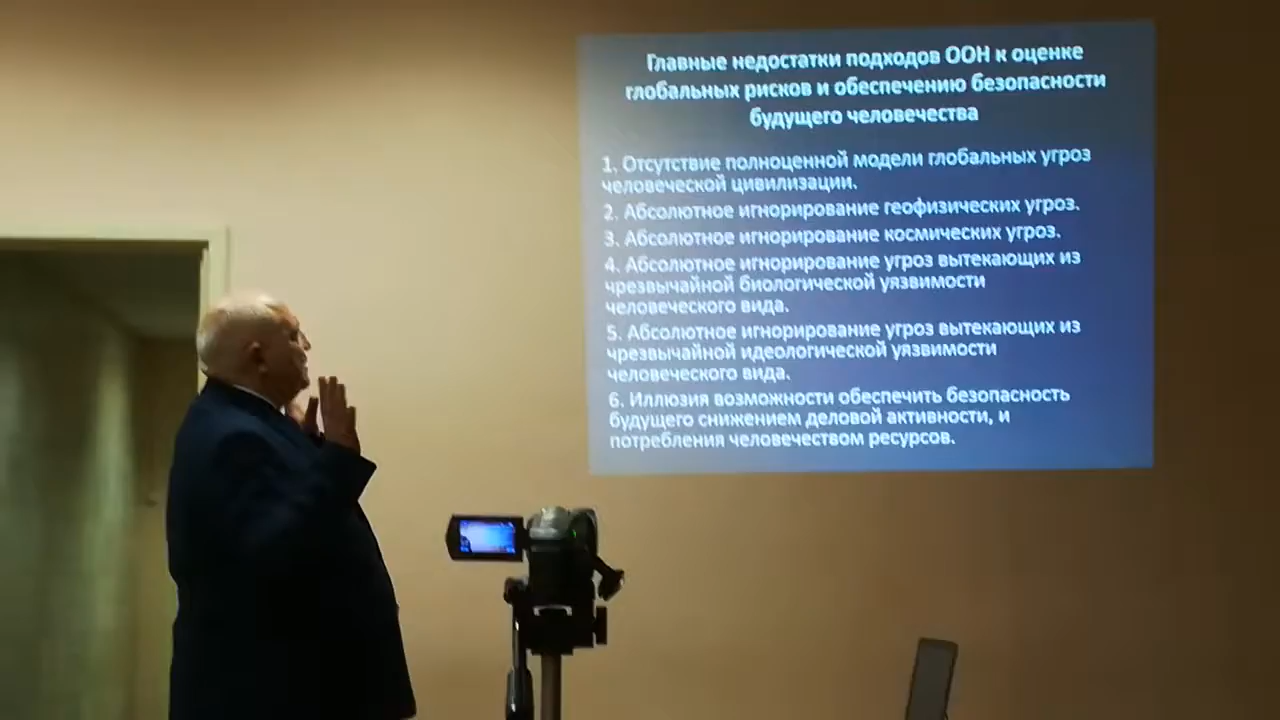 Главные недостатки подходов ООН к оценке
глобальных рисков и обеспечению безопасности
будущего человечества
1. Отсутствие полноценной модели глобальных угроз
человеческой цивилизации.
2. Абсолютное игнорирование геофизических угроз.
3. Абсолютное игнорирование космических угроз.
4. Абсолютное игнорирование угроз вытекающих из
чрезвычайной биологической уязвимости
человеческого вида.
5. Абсолютное игнорирование угроз вытекающих из
чрезвычайной идеологической уязвимости
человеческого вида.
6. Иллюзия возможности обеспечить безопасность
будущего снижением деловой активности, и
потребления человечеством ресурсов.